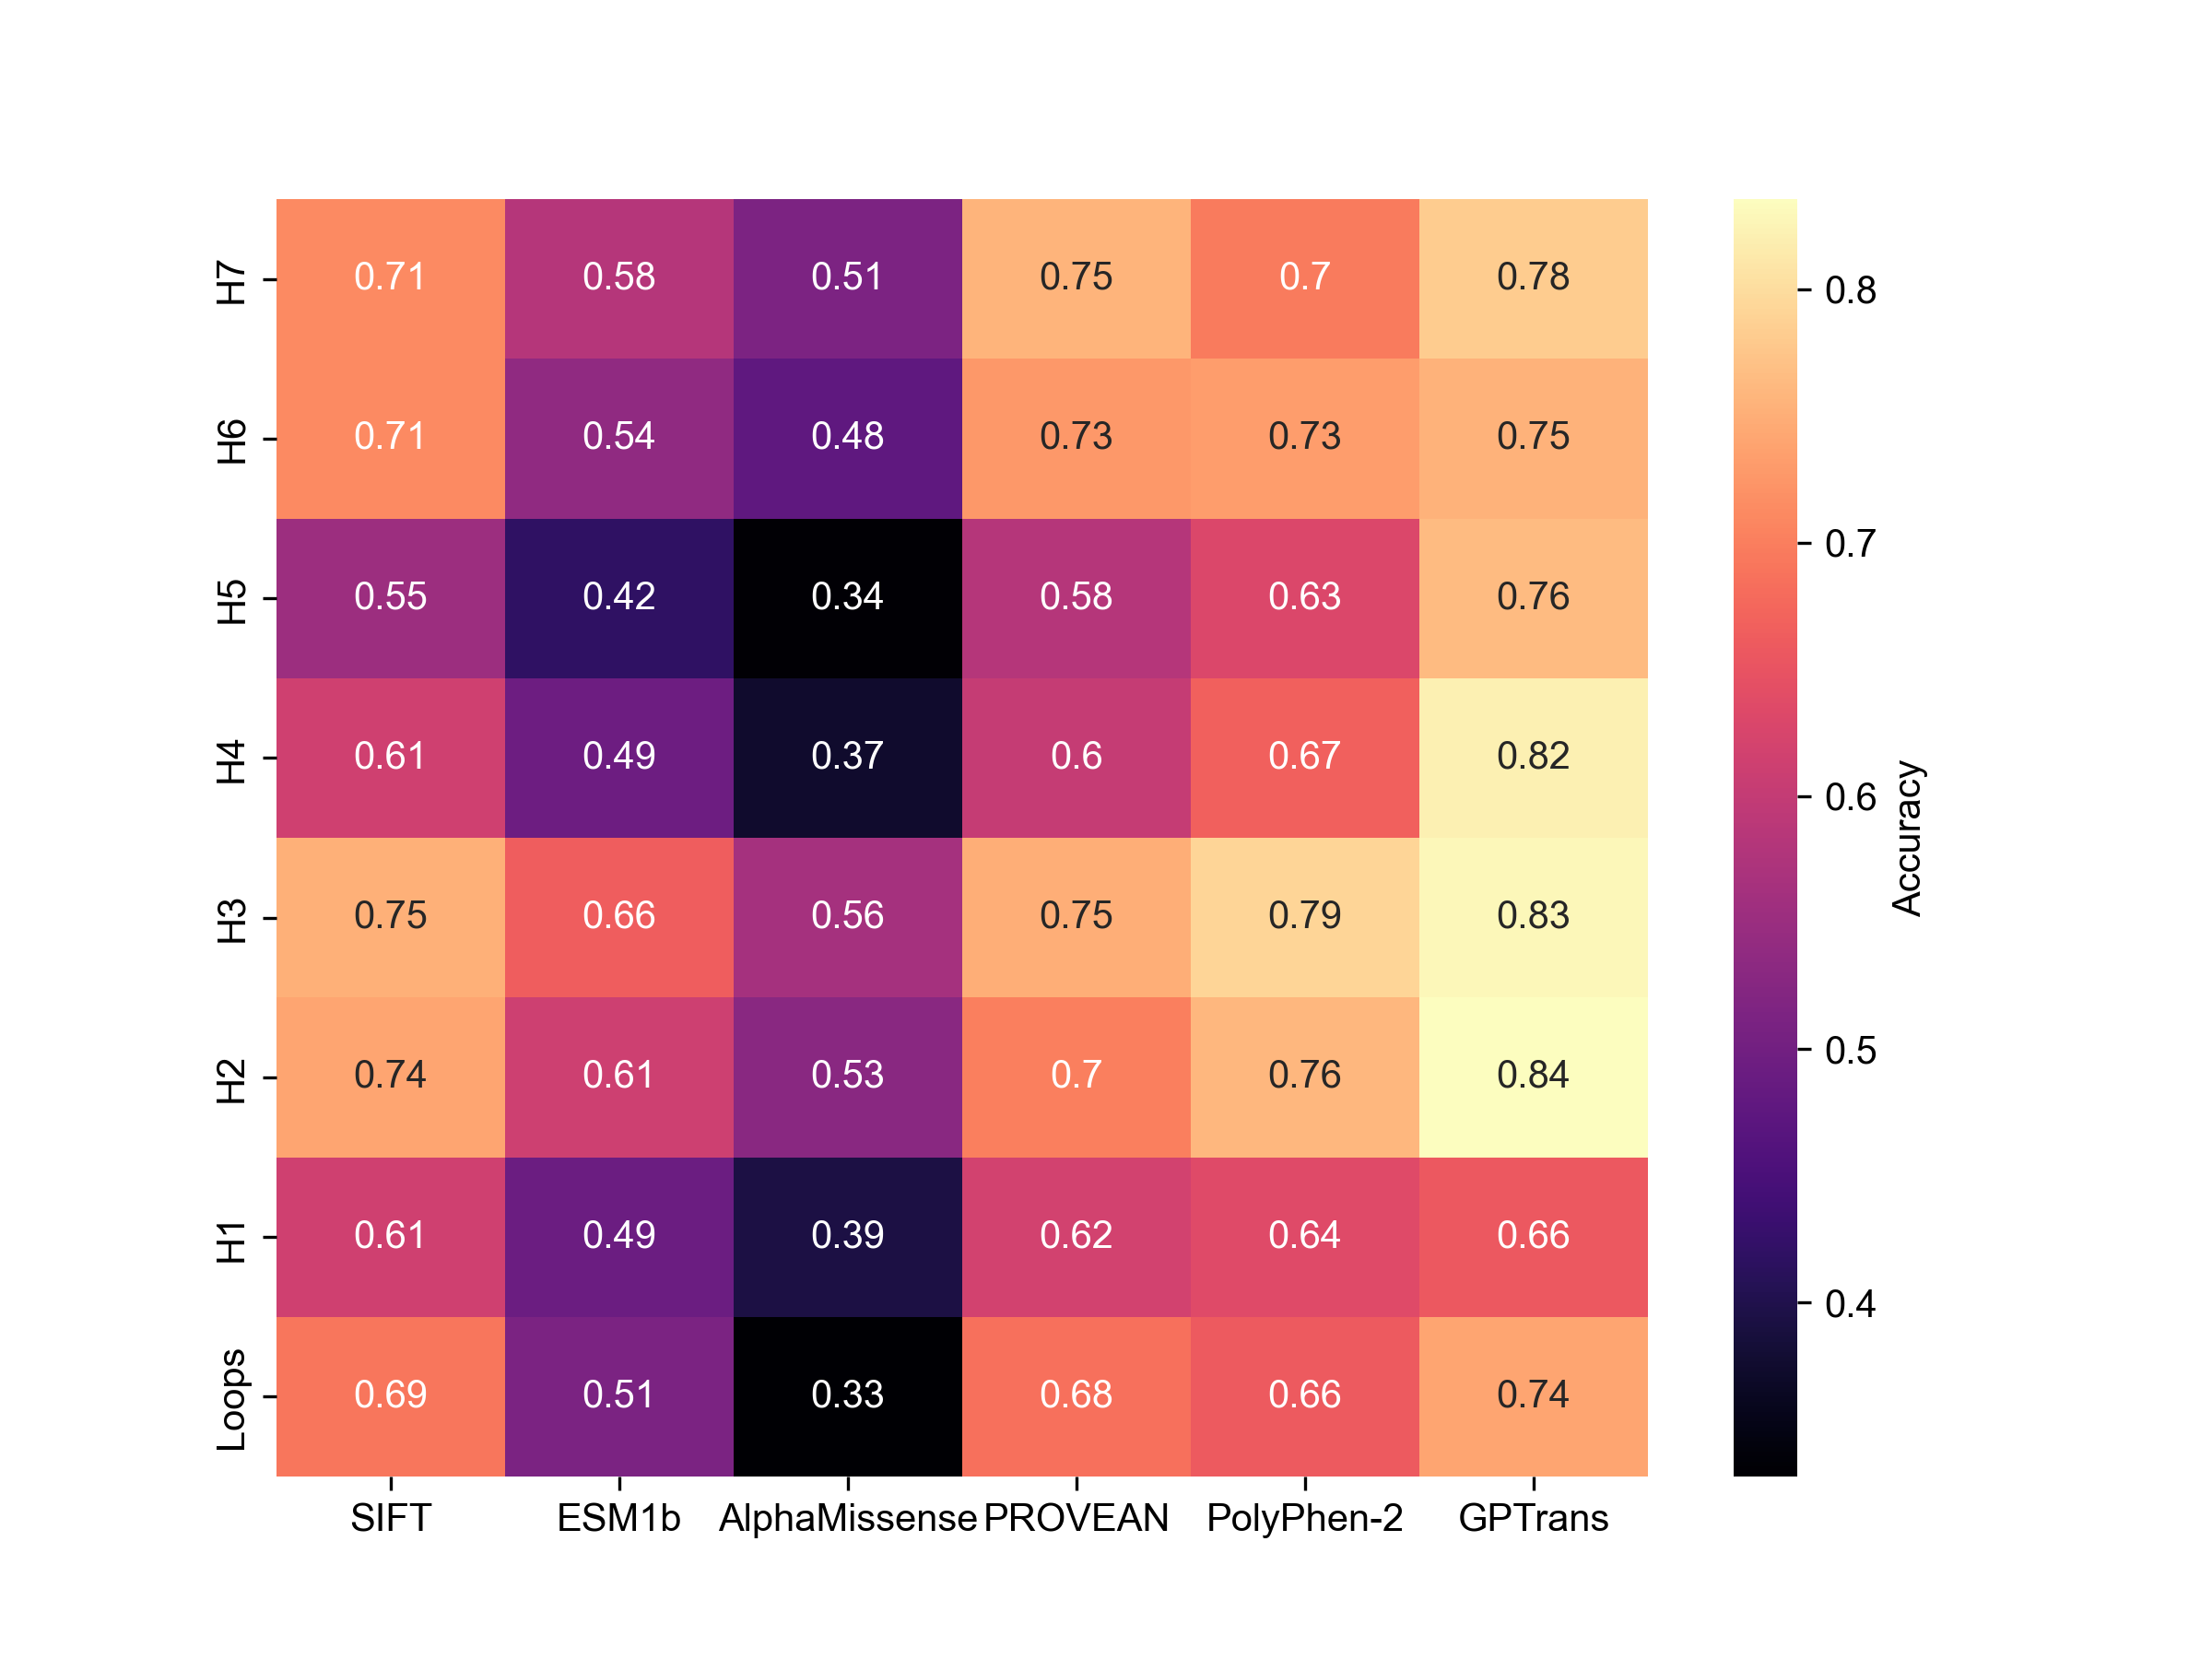 H7 0.71 0.58 0.51 0.75 0.7 0.78
H6 0.71 0.54 0.48 0.73 0.73 0.75
H5 0.55 0.42 0.34 0.58 0.63 0.76
H4 0.61 0.49 0.37 0.6 0.67 0.82
H3 0.75 0.66 0.56 0.75 0.79 0.83
H2 0.74 0.61 0.53 0.7 0.76 0.84
H1 0.61 0.49 0.39 0.62 0.64 0.66
Loops 0.69 0.51 0.33 0.68 0.66 0.74
SIFT ESM1b AlphaMissense PROVEAN PolyPhen-2 GPTrans
0.8
0.7
0.6
0.5
0.4
Accuracy